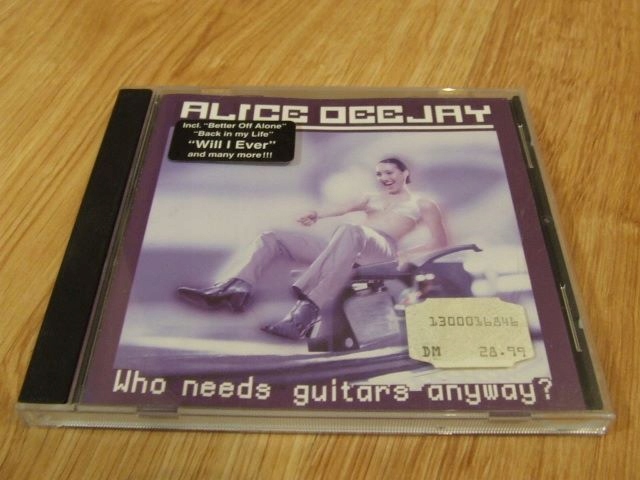 ALICE DEEJAY
Incl. "Better Off Alone"
"Back in my Life"
"Will I Ever"
and many more!!!
1300016846
DM 28.99
Who needs guitars anyway?